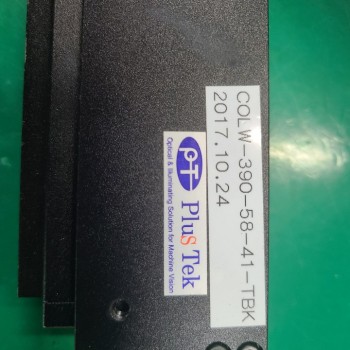 COLW-390-58-41-TBK
2017.10.24
PT
PluS Tek
Optical & Illuminating Solution for Machine Vision